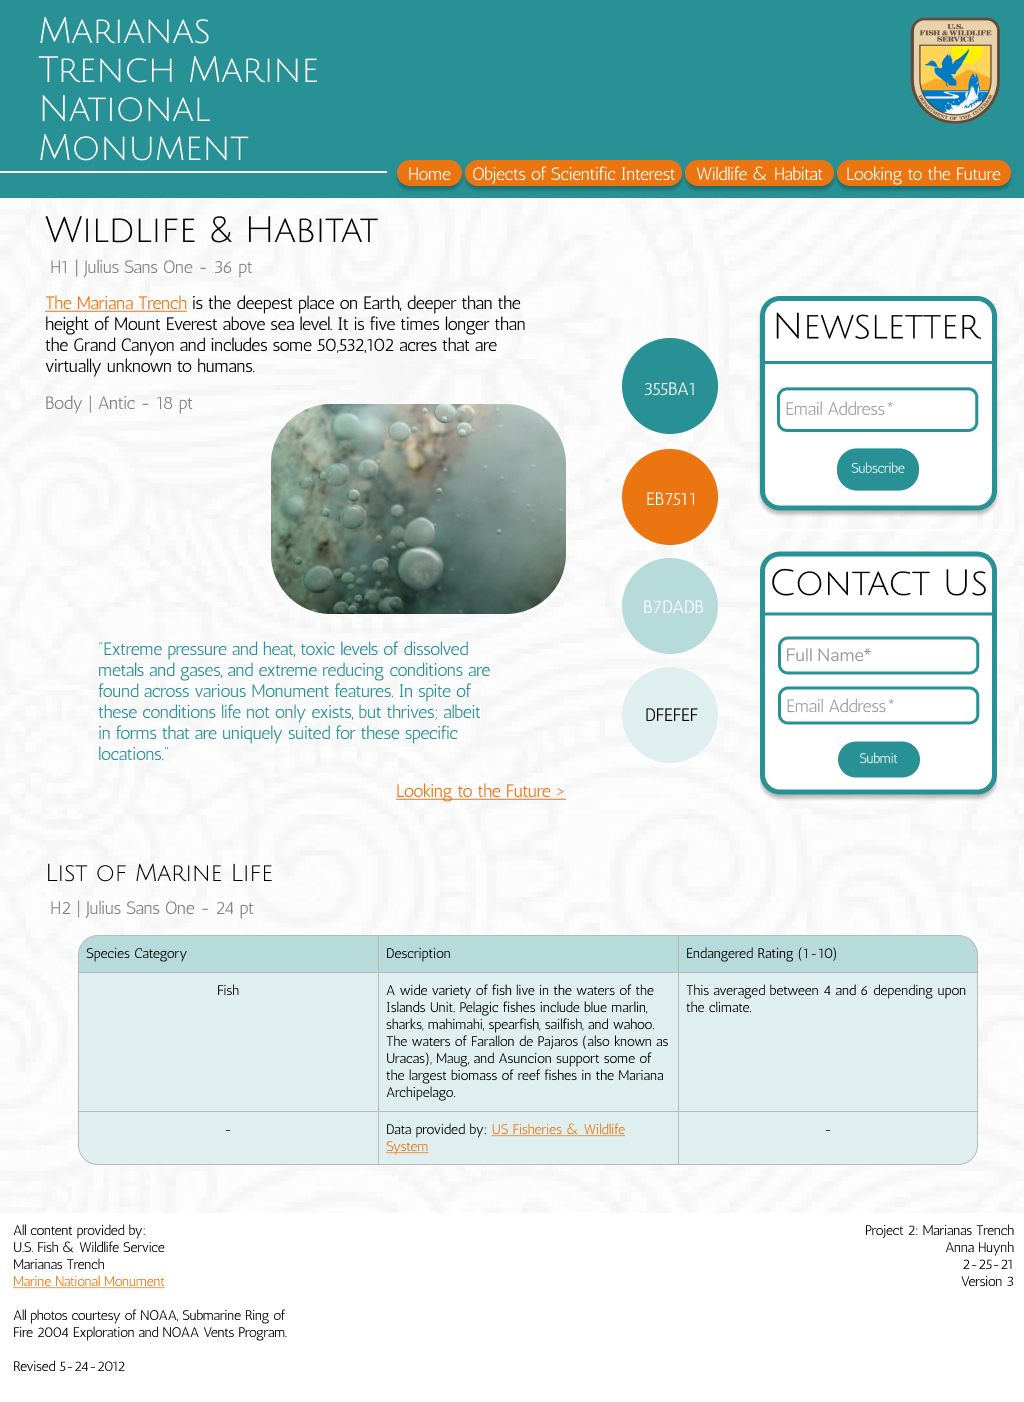 Marianas
Trench Marine
National
Monument
U.S.
FISH & WILDLIFE
SERVICE
DEPARTMENT OF THE INTERIOR
Home
Objects of Scientific Interest
Wildlife & Habitat
Looking to the Future
Wildlife & Habitat
H1 | Julius Sans One - 36 pt
The Mariana Trench is the deepest place on Earth, deeper than the
height of Mount Everest above sea level. It is five times longer than
the Grand Canyon and includes some 50,532,102 acres that are
virtually unknown to humans.
Body | Antic - 18 pt
355BA1
EB7511
B7DADB
DFEFEF
Newsletter
Email Address*
Subscribe
Contact Us
Full Name*
Email Address*
Submit
"Extreme pressure and heat, toxic levels of dissolved
metals and gases, and extreme reducing conditions are
found across various Monument features. In spite of
these conditions life not only exists, but thrives; albeit
in forms that are uniquely suited for these specific
locations."
Looking to the Future >
List of Marine Life
H2 | Julius Sans One - 24 pt
Species Category
Description
Endangered Rating (1-10)
Fish
A wide variety of fish live in the waters of the
Islands Unit. Pelagic fishes include blue marlin,
sharks, mahimahi, spearfish, sailfish, and wahoo.
The waters of Farallon de Pajaros (also known as
Uracas), Maug, and Asuncion support some of
the largest biomass of reef fishes in the Mariana
Archipelago.
This averaged between 4 and 6 depending upon
the climate.
-
Data provided by: US Fisheries & Wildlife
System
-
All content provided by:
U.S. Fish & Wildlife Service
Marianas Trench
Marine National Monument
All photos courtesy of NOAA, Submarine Ring of
Fire 2004 Exploration and NOAA Vents Program.
Revised 5-24-2012
Project 2: Marianas Trench
Anna Huynh
2-25-21
Version 3